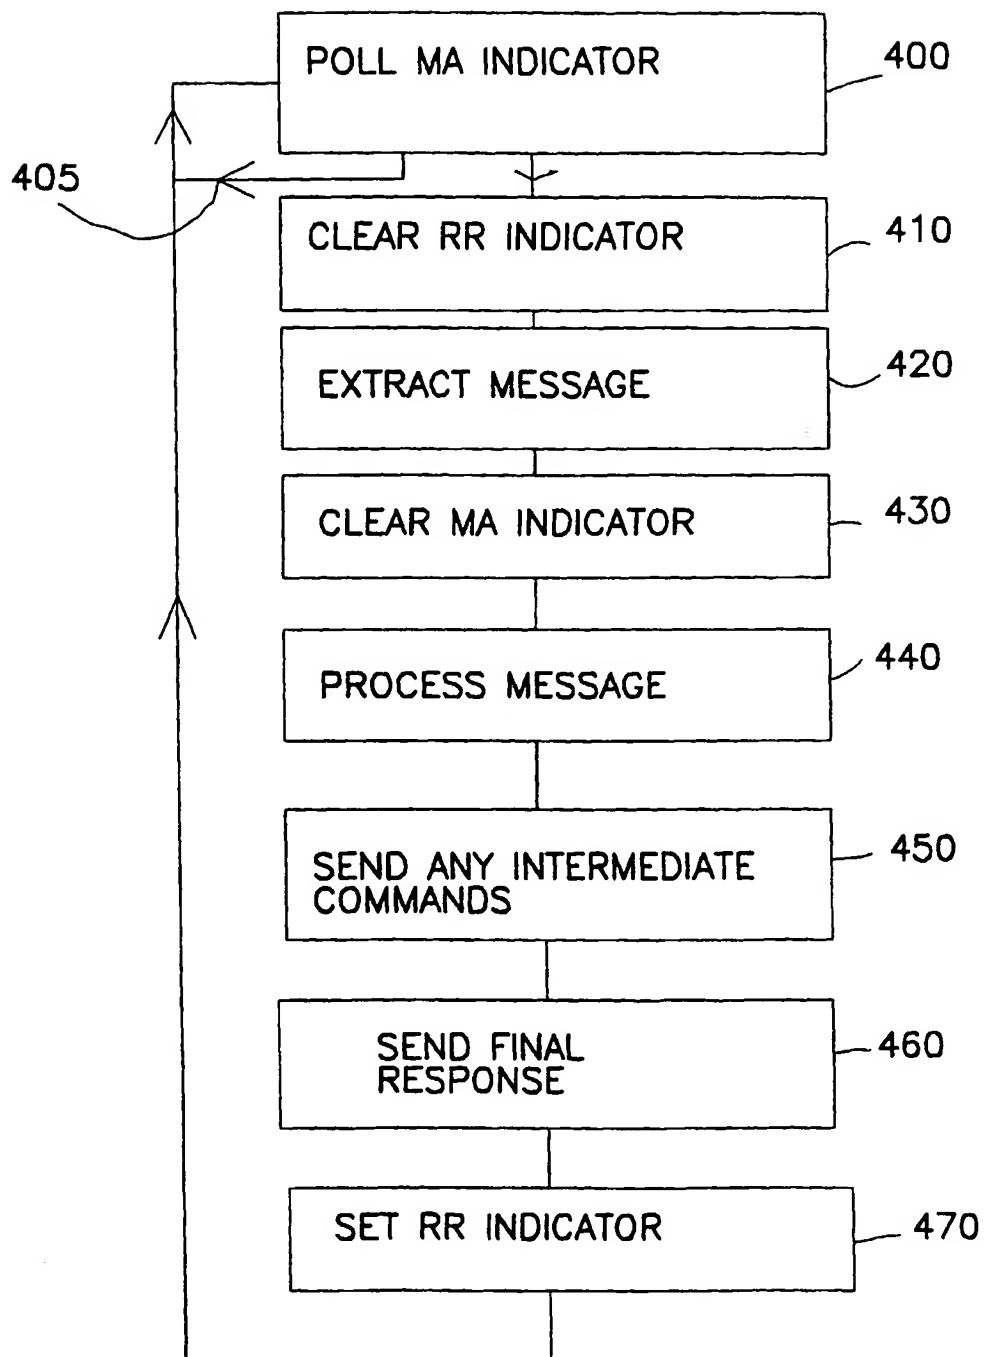 POLL MA INDICATOR
400
405
CLEAR RR INDICATOR
410
EXTRACT MESSAGE
420
CLEAR MA INDICATOR
430
PROCESS MESSAGE
440
SEND ANY INTERMEDIATE
COMMANDS
450
SEND FINAL
RESPONSE
460
SET RR INDICATOR
470